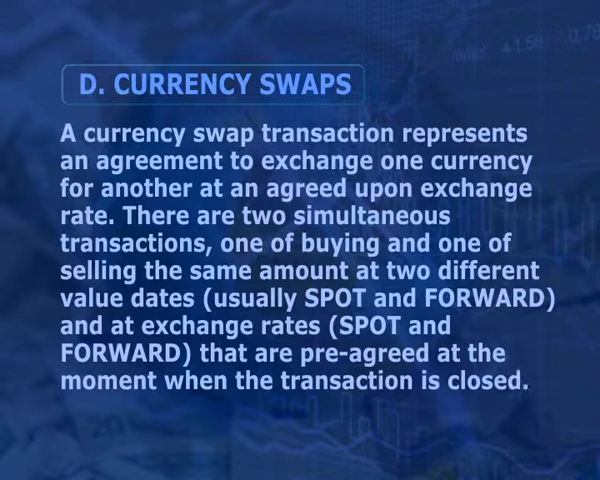 D. CURRENCY SWAPS
A currency swap transaction represents
an agreement to exchange one currency
for another at an agreed upon exchange
rate. There are two simultaneous
transactions, one of buying and one of
selling the same amount at two different
value dates (usually SPOT and FORWARD)
and at exchange rates (SPOT and
FORWARD) that are pre-agreed at the
moment when the transaction is closed.